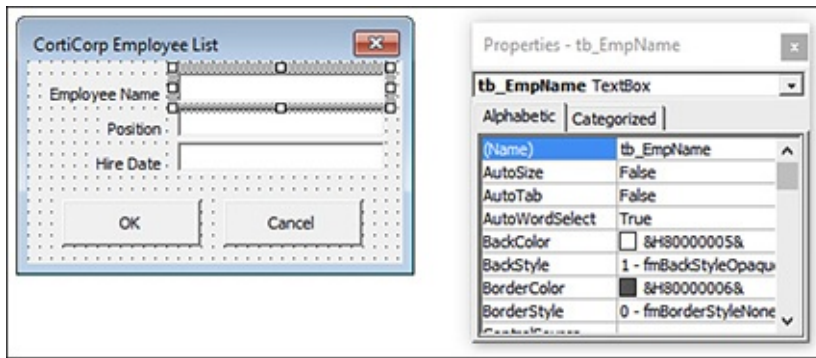 CortiCorp Employee List
Employee Name
Position
Hire Date
OK Cancel
Properties - tb_EmpName
tb_EmpName TextBox
Alphabetic Categorized
(Name) tb_EmpName
AutoSize False
AutoTab False
AutoWordSelect True
BackColor &H80000005&
BackStyle 1 - fmBackStyleOpaqu
BorderColor &H80000006&
BorderStyle 0 - fmBorderStyleNone